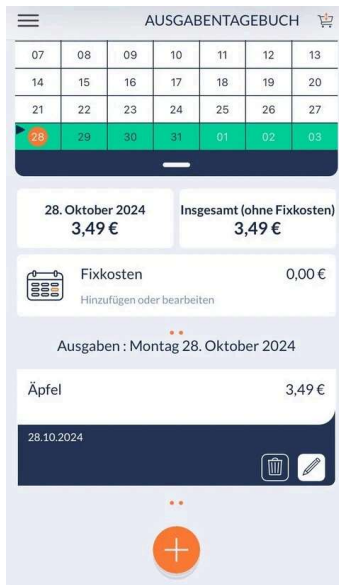 AUSGABENTAGEBUCH
07 08 09 10 11 12 13
14 15 16 17 18 19 20
21 22 23 24 25 26 27
28 29 30 31 01 02 03
28. Oktober 2024
3,49 €
Insgesamt (ohne Fixkosten)
3,49 €
Fixkosten 0,00 €
Hinzufügen oder bearbeiten
Ausgaben : Montag 28. Oktober 2024
Äpfel 3,49 €
28.10.2024